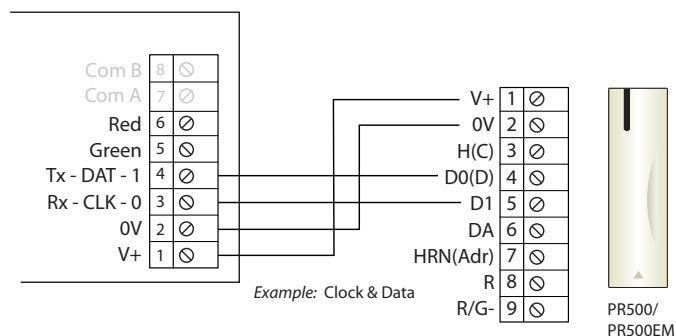 Com B 8
Com A 7
Red 6
Green 5
Tx - DAT - 1 4
Rx - CLK - 0 3
0V 2
V+ 1
V+ 1
0V 2
H(C) 3
D0(D) 4
D1 5
DA 6
HRN(Adr) 7
R 8
R/G- 9
Example: Clock & Data
PR500/
PR500EM